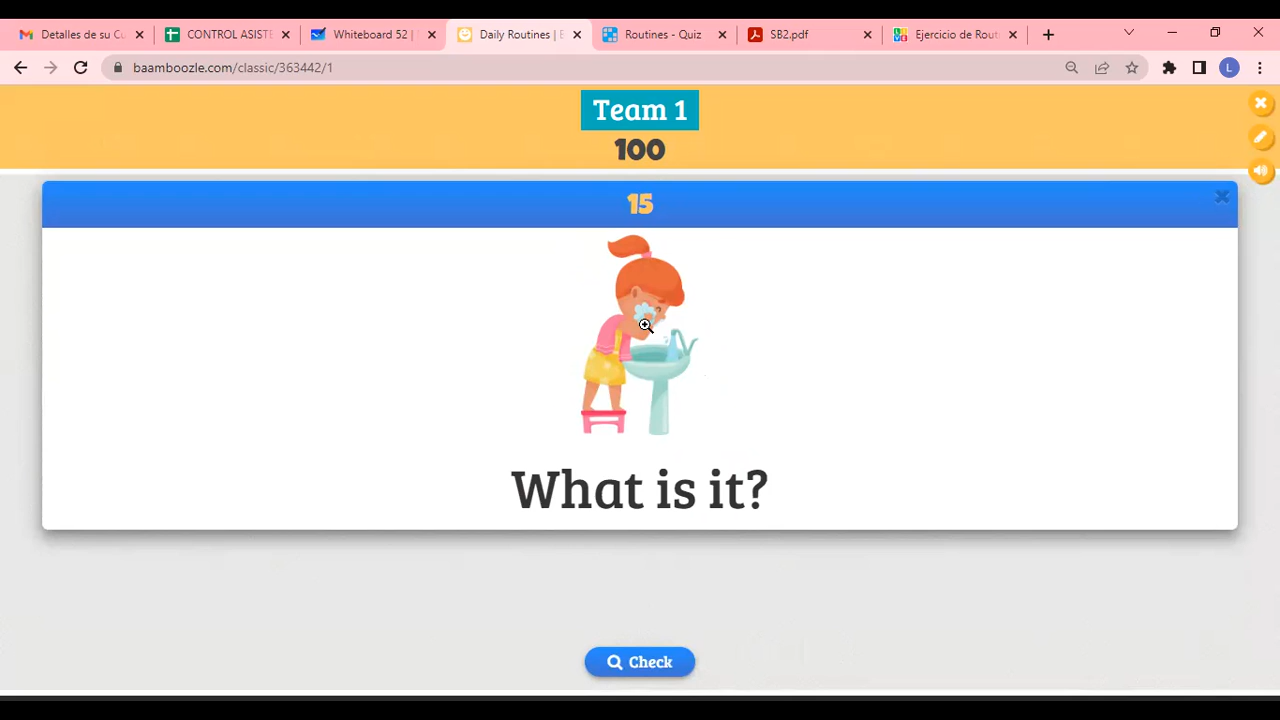 Detalles de su Cu
CONTROL ASISTE
Whiteboard 52 |
Daily Routines | B
Routines - Quiz
SB2.pdf
Ejercicio de Rout
baamboozle.com/classic/363442/1
L
Team 1
100
15
What is it?
Check